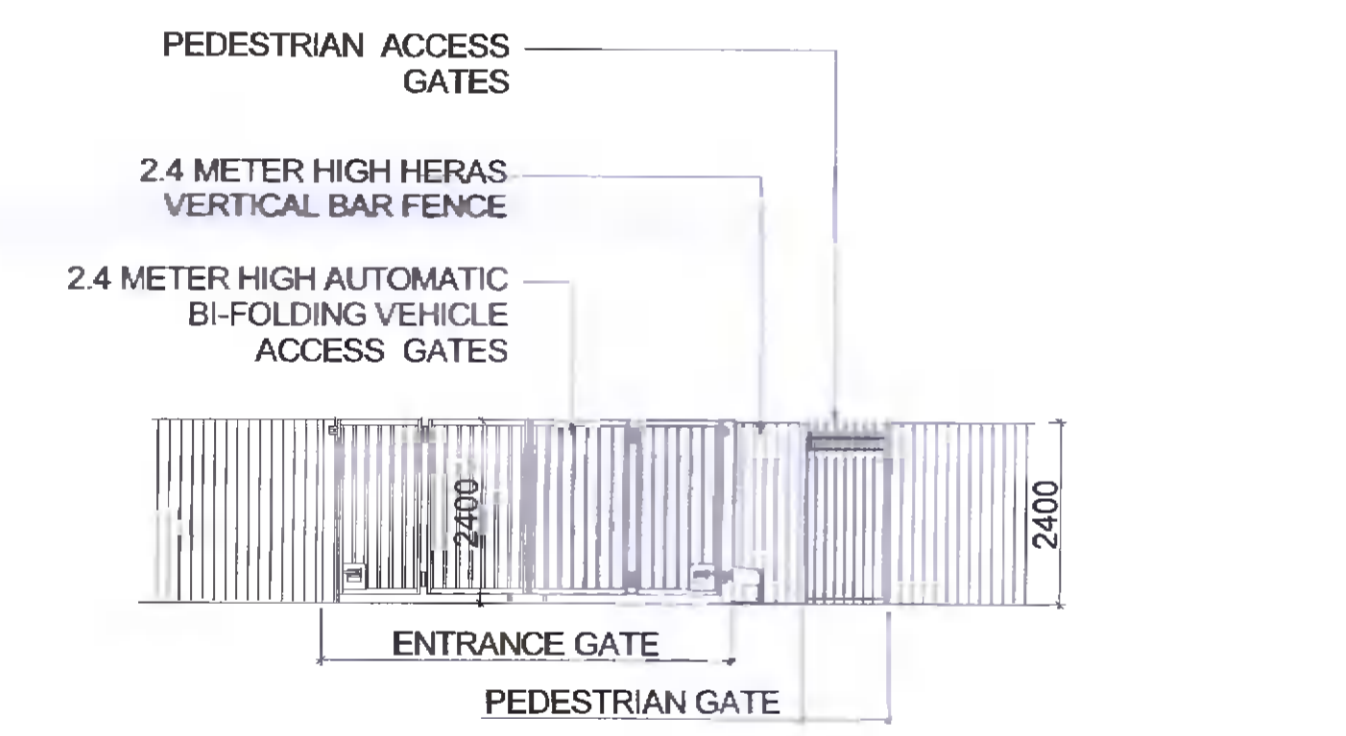 PEDESTRIAN ACCESS
GATES
2.4 METER HIGH HERAS
VERTICAL BAR FENCE
2.4 METER HIGH AUTOMATIC
BI-FOLDING VEHICLE
ACCESS GATES
2400
2400
ENTRANCE GATE
PEDESTRIAN GATE